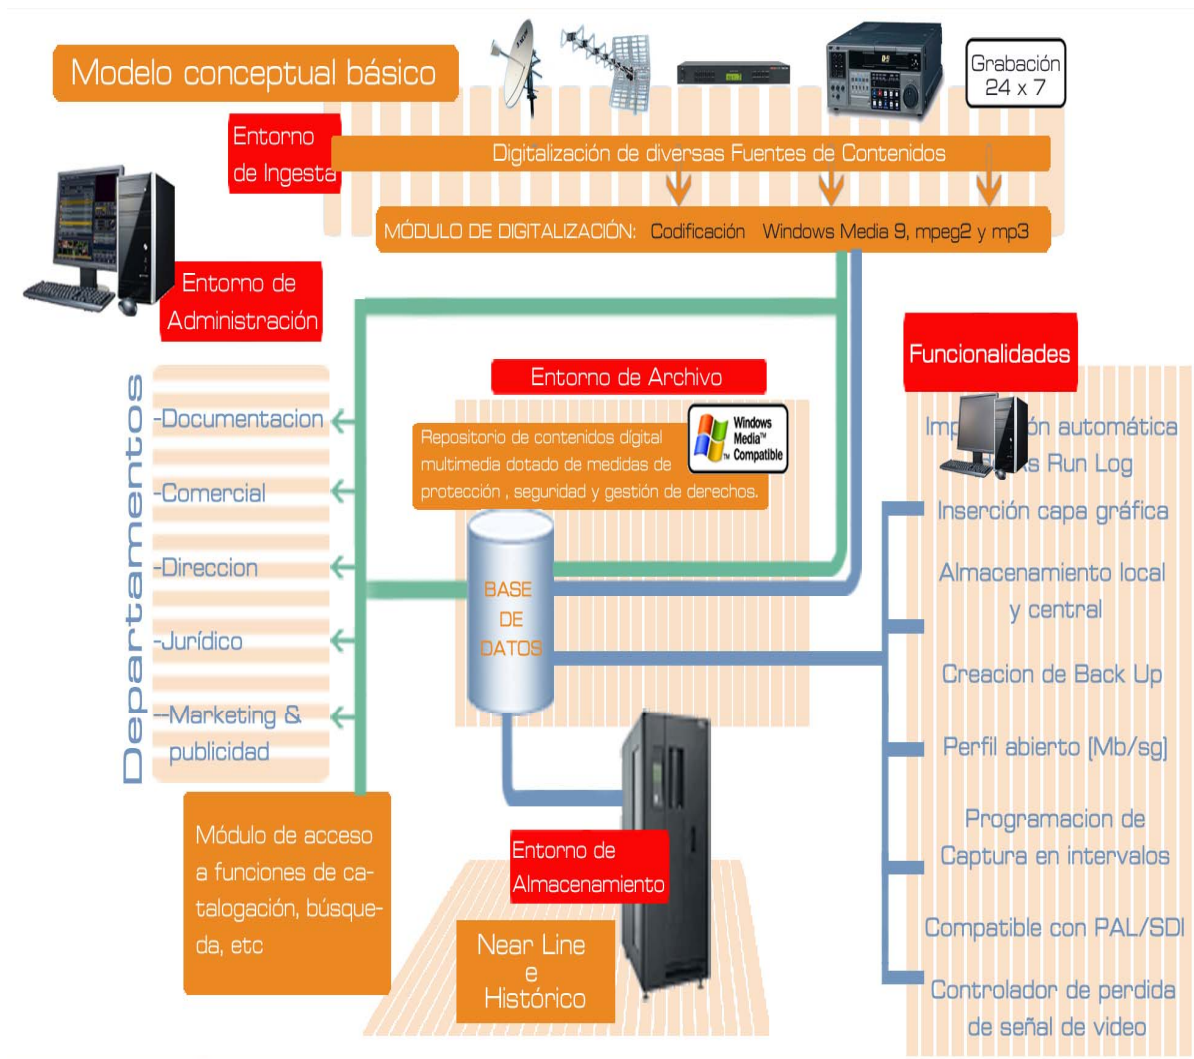 Modelo conceptual básico
Grabación
24 x 7
Entorno
de Ingesta
Digitalización de diversas Fuentes de Contenidos
MÓDULO DE DIGITALIZACIÓN: Codificación Windows Media 9, mpeg2 y mp3
Entorno de
Administración
Departamentos
-Documentacion
-Comercial
-Direccion
-Jurídico
--Marketing &
publicidad
Módulo de acceso
a funciones de ca-
talogación, búsque-
da, etc
Entorno de Archivo
Repositorio de contenidos dígital
multimedia dotado de medidas de
protección , seguridad y gestión de derechos.
Windows
Media™
™ Compatible
BASE
DE
DATOS
Entorno de
Almacenamiento
Near Line
e
Histórico
Funcionalidades
automática
Run Log
Inserción capa gráfica
Almacenamiento local
y central
Creacion de Back Up
Perfil abierto (Mb/sg)
Programacion de
Captura en intervalos
Compatible con PAL/SDI
Controlador de perdida
de señal de video